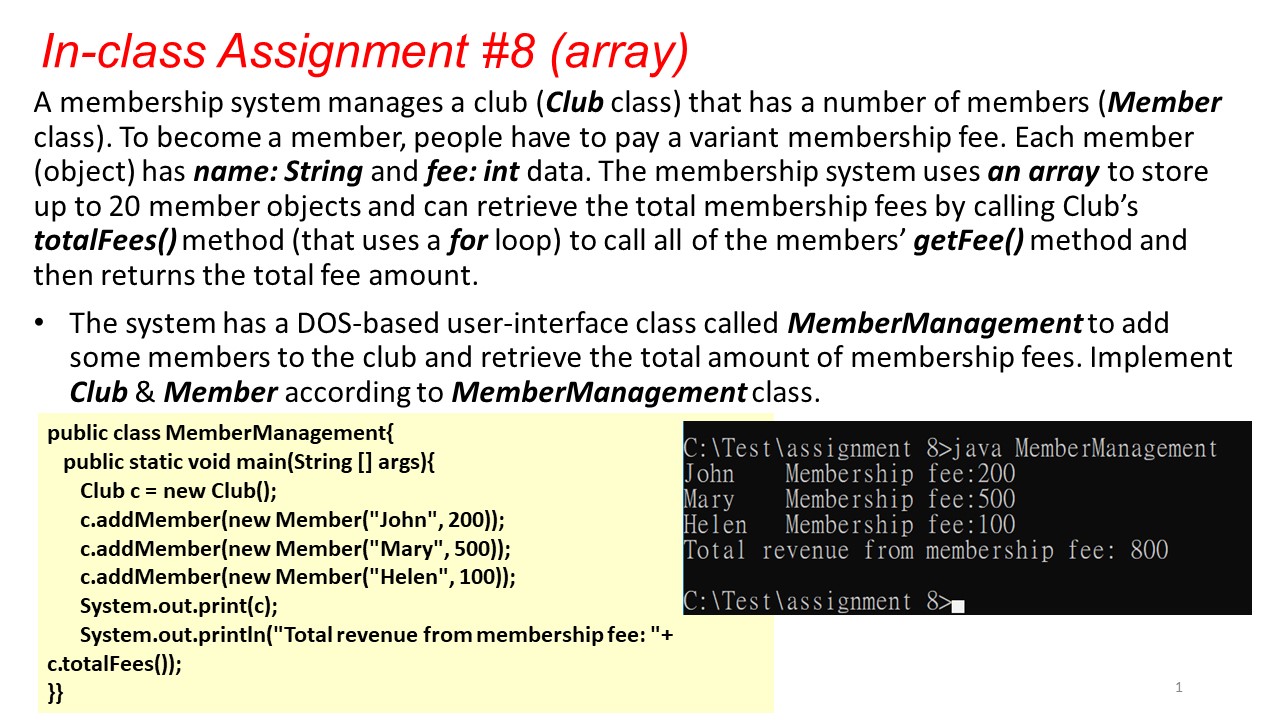 In-class Assignment #8 (array)
A membership system manages a club (Club class) that has a number of members (Member
class). To become a member, people have to pay a variant membership fee. Each member
(object) has name: String and fee: int data. The membership system uses an array to store
up to 20 member objects and can retrieve the total membership fees by calling Club’s
totalFees() method (that uses a for loop) to call all of the members’ getFee() method and
then returns the total fee amount.
• The system has a DOS-based user-interface class called MemberManagement to add
some members to the club and retrieve the total amount of membership fees. Implement
Club & Member according to MemberManagement class.
public class MemberManagement{
public static void main(String [] args){
Club c = new Club();
c.addMember(new Member("John", 200));
c.addMember(new Member("Mary", 500));
c.addMember(new Member("Helen", 100));
System.out.print(c);
System.out.println("Total revenue from membership fee: "+
c.totalFees());
}}
C:\Test\assignment 8>java MemberManagement
John Membership fee:200
Mary Membership fee:500
Helen Membership fee:100
Total revenue from membership fee: 800
C:\Test\assignment 8>
1